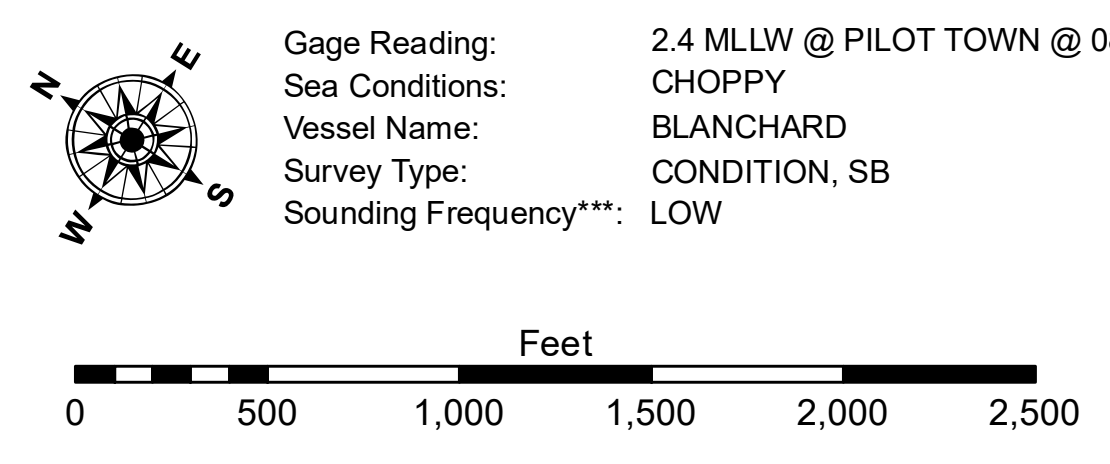 N E S W
Gage Reading: 2.4 MLLW @ PILOT TOWN @
Sea Conditions: CHOPPY
Vessel Name: BLANCHARD
Survey Type: CONDITION, SB
Sounding Frequency***: LOW
Feet
0 500 1,000 1,500 2,000 2,500